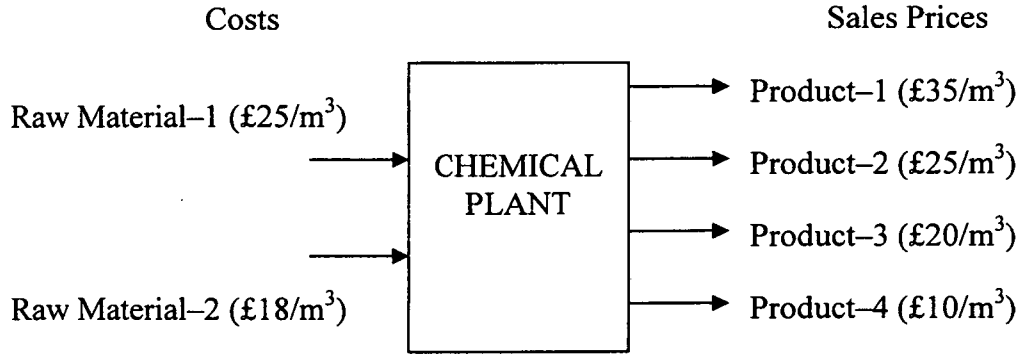 Costs
Sales Prices
Raw Material–1 (£25/m³)
Raw Material–2 (£18/m³)
CHEMICAL
PLANT
Product–1 (£35/m³)
Product–2 (£25/m³)
Product–3 (£20/m³)
Product–4 (£10/m³)